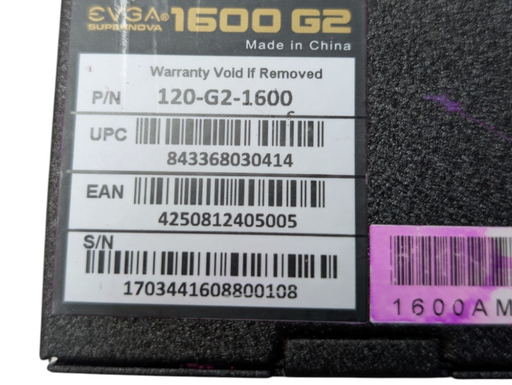 EVGA® SUPERNOVA 1600 G2
Made in China
Warranty Void If Removed
P/N 120-G2-1600
UPC
843368030414
EAN
4250812405005
S/N
1703441608800108
1600AM